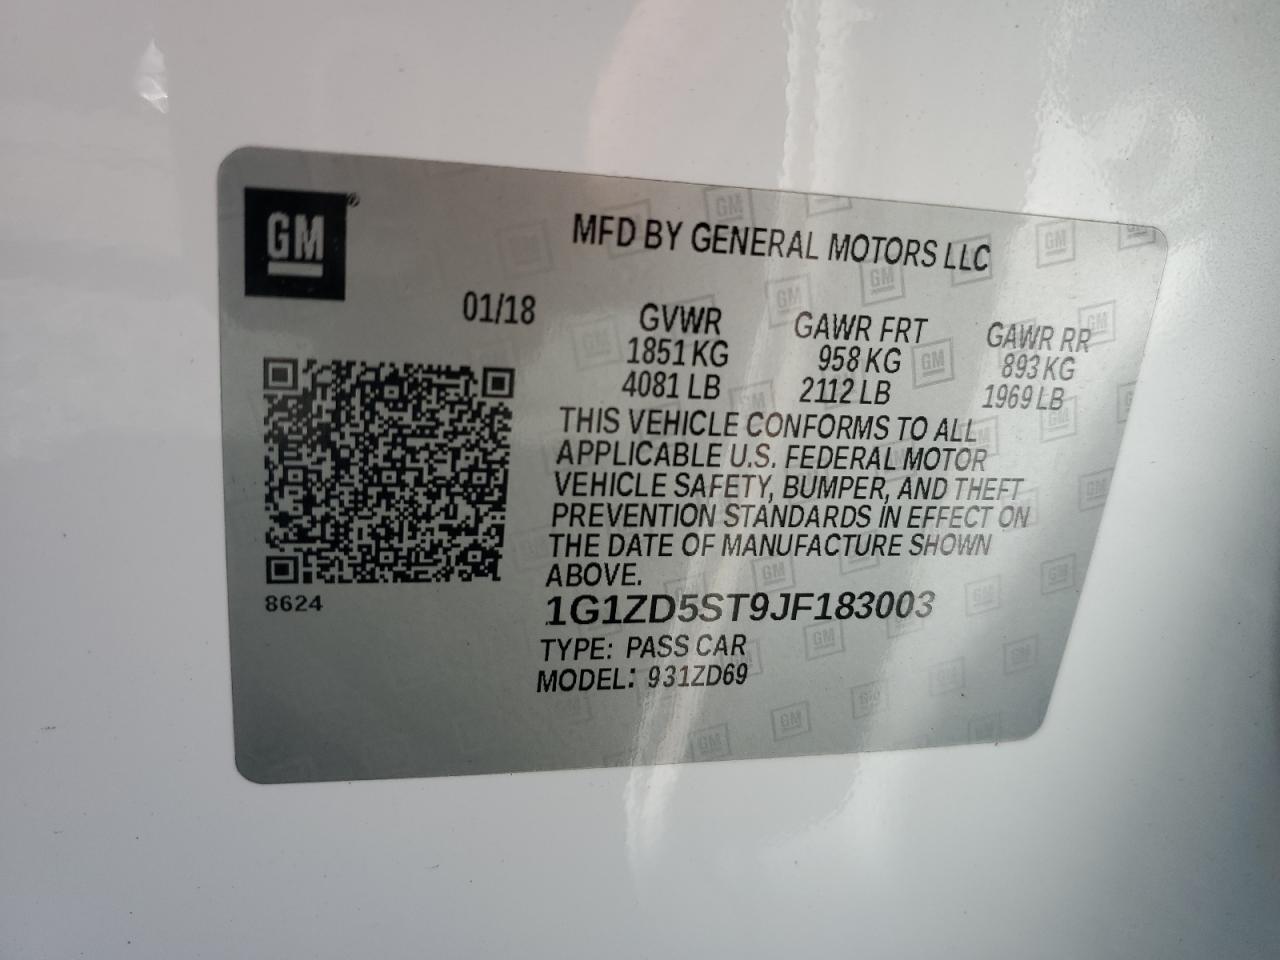 GM®
MFD BY GENERAL MOTORS LLC
01/18
GVWR GAWR FRT GAWR RR
1851 KG 958 KG 893 KG
4081 LB 2112 LB 1969 LB
THIS VEHICLE CONFORMS TO ALL
APPLICABLE U.S. FEDERAL MOTOR
VEHICLE SAFETY, BUMPER, AND THEFT
PREVENTION STANDARDS IN EFFECT ON
THE DATE OF MANUFACTURE SHOWN
ABOVE.
8624
1G1ZD5ST9JF183003
TYPE: PASS CAR
MODEL: 931ZD69